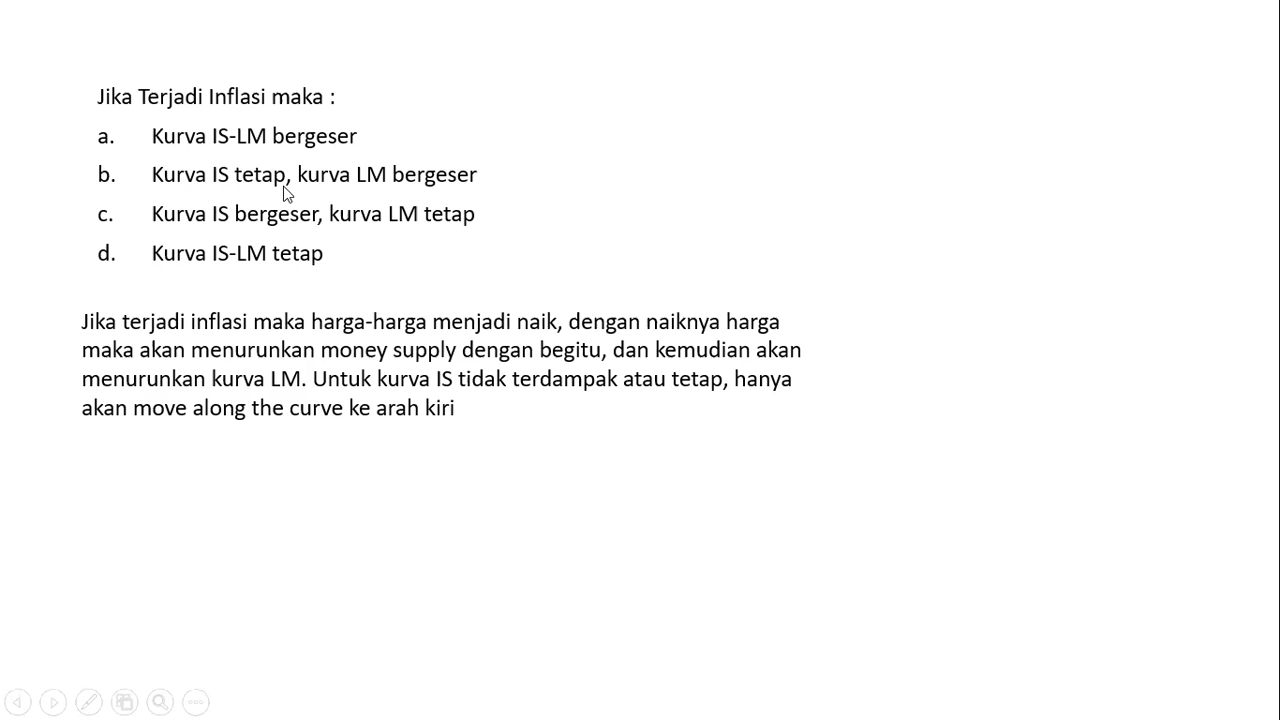 Jika Terjadi Inflasi maka :
a. Kurva IS-LM bergeser
b. Kurva IS tetap, kurva LM bergeser
c. Kurva IS bergeser, kurva LM tetap
d. Kurva IS-LM tetap
Jika terjadi inflasi maka harga-harga menjadi naik, dengan naiknya harga
maka akan menurunkan money supply dengan begitu, dan kemudian akan
menurunkan kurva LM. Untuk kurva IS tidak terdampak atau tetap, hanya
akan move along the curve ke arah kiri